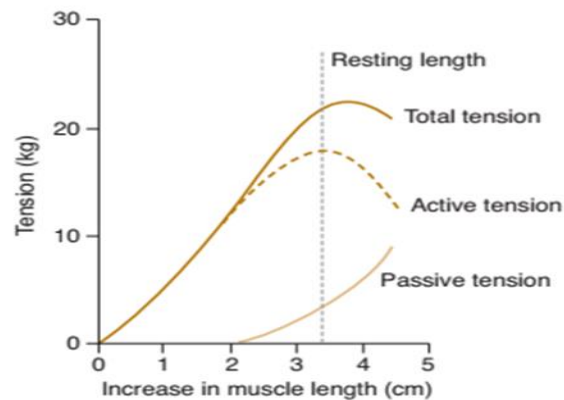 30
Resting length
Total tension
20
Tension (kg)
Active tension
10
Passive tension
0
0 1 2 3 4 5
Increase in muscle length (cm)